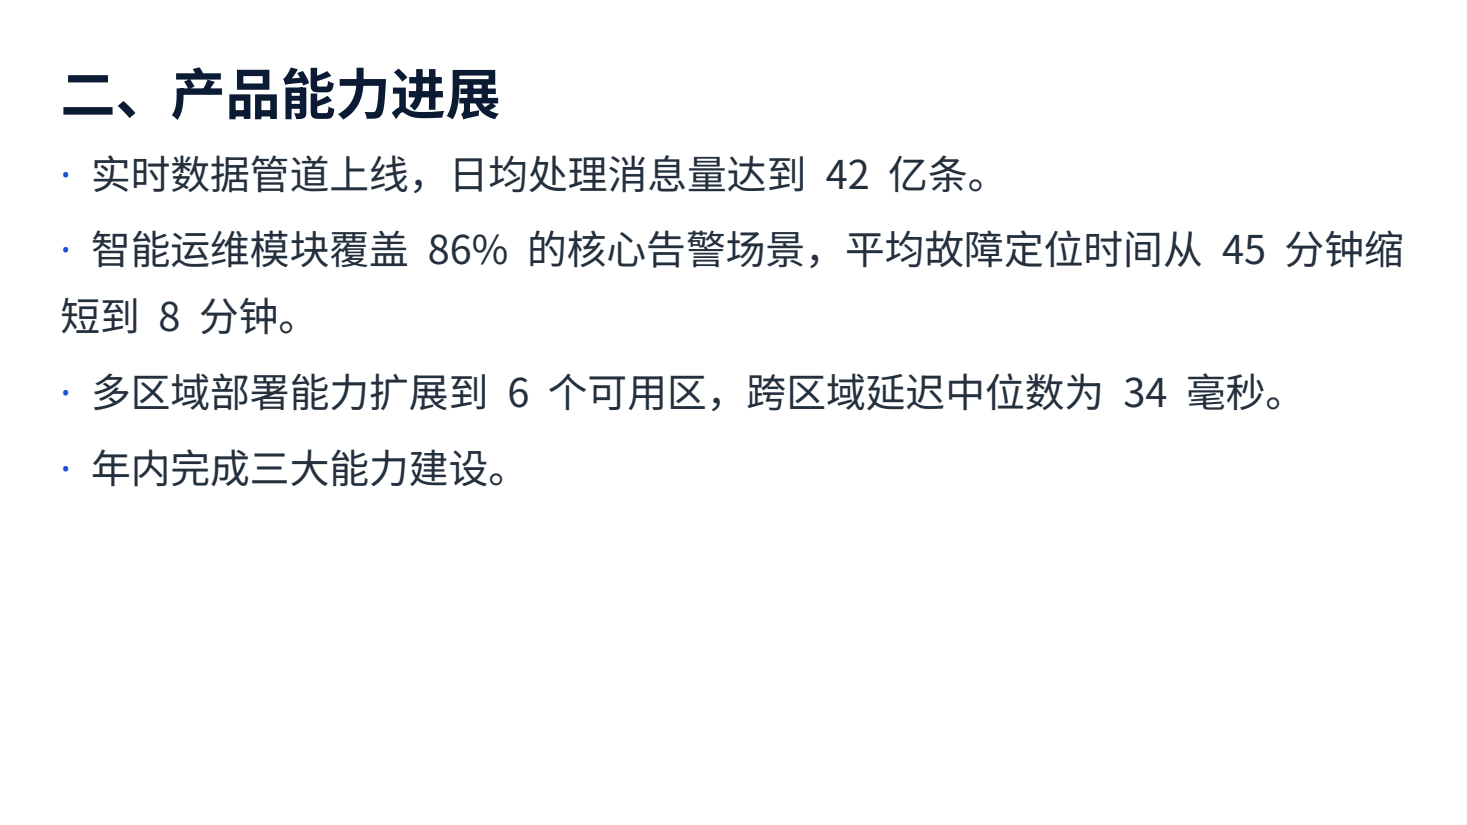 二、产品能力进展
· 实时数据管道上线，日均处理消息量达到 42 亿条。
· 智能运维模块覆盖 86% 的核心告警场景，平均故障定位时间从 45 分钟缩
短到 8 分钟。
· 多区域部署能力扩展到 6 个可用区，跨区域延迟中位数为 34 毫秒。
· 年内完成三大能力建设。